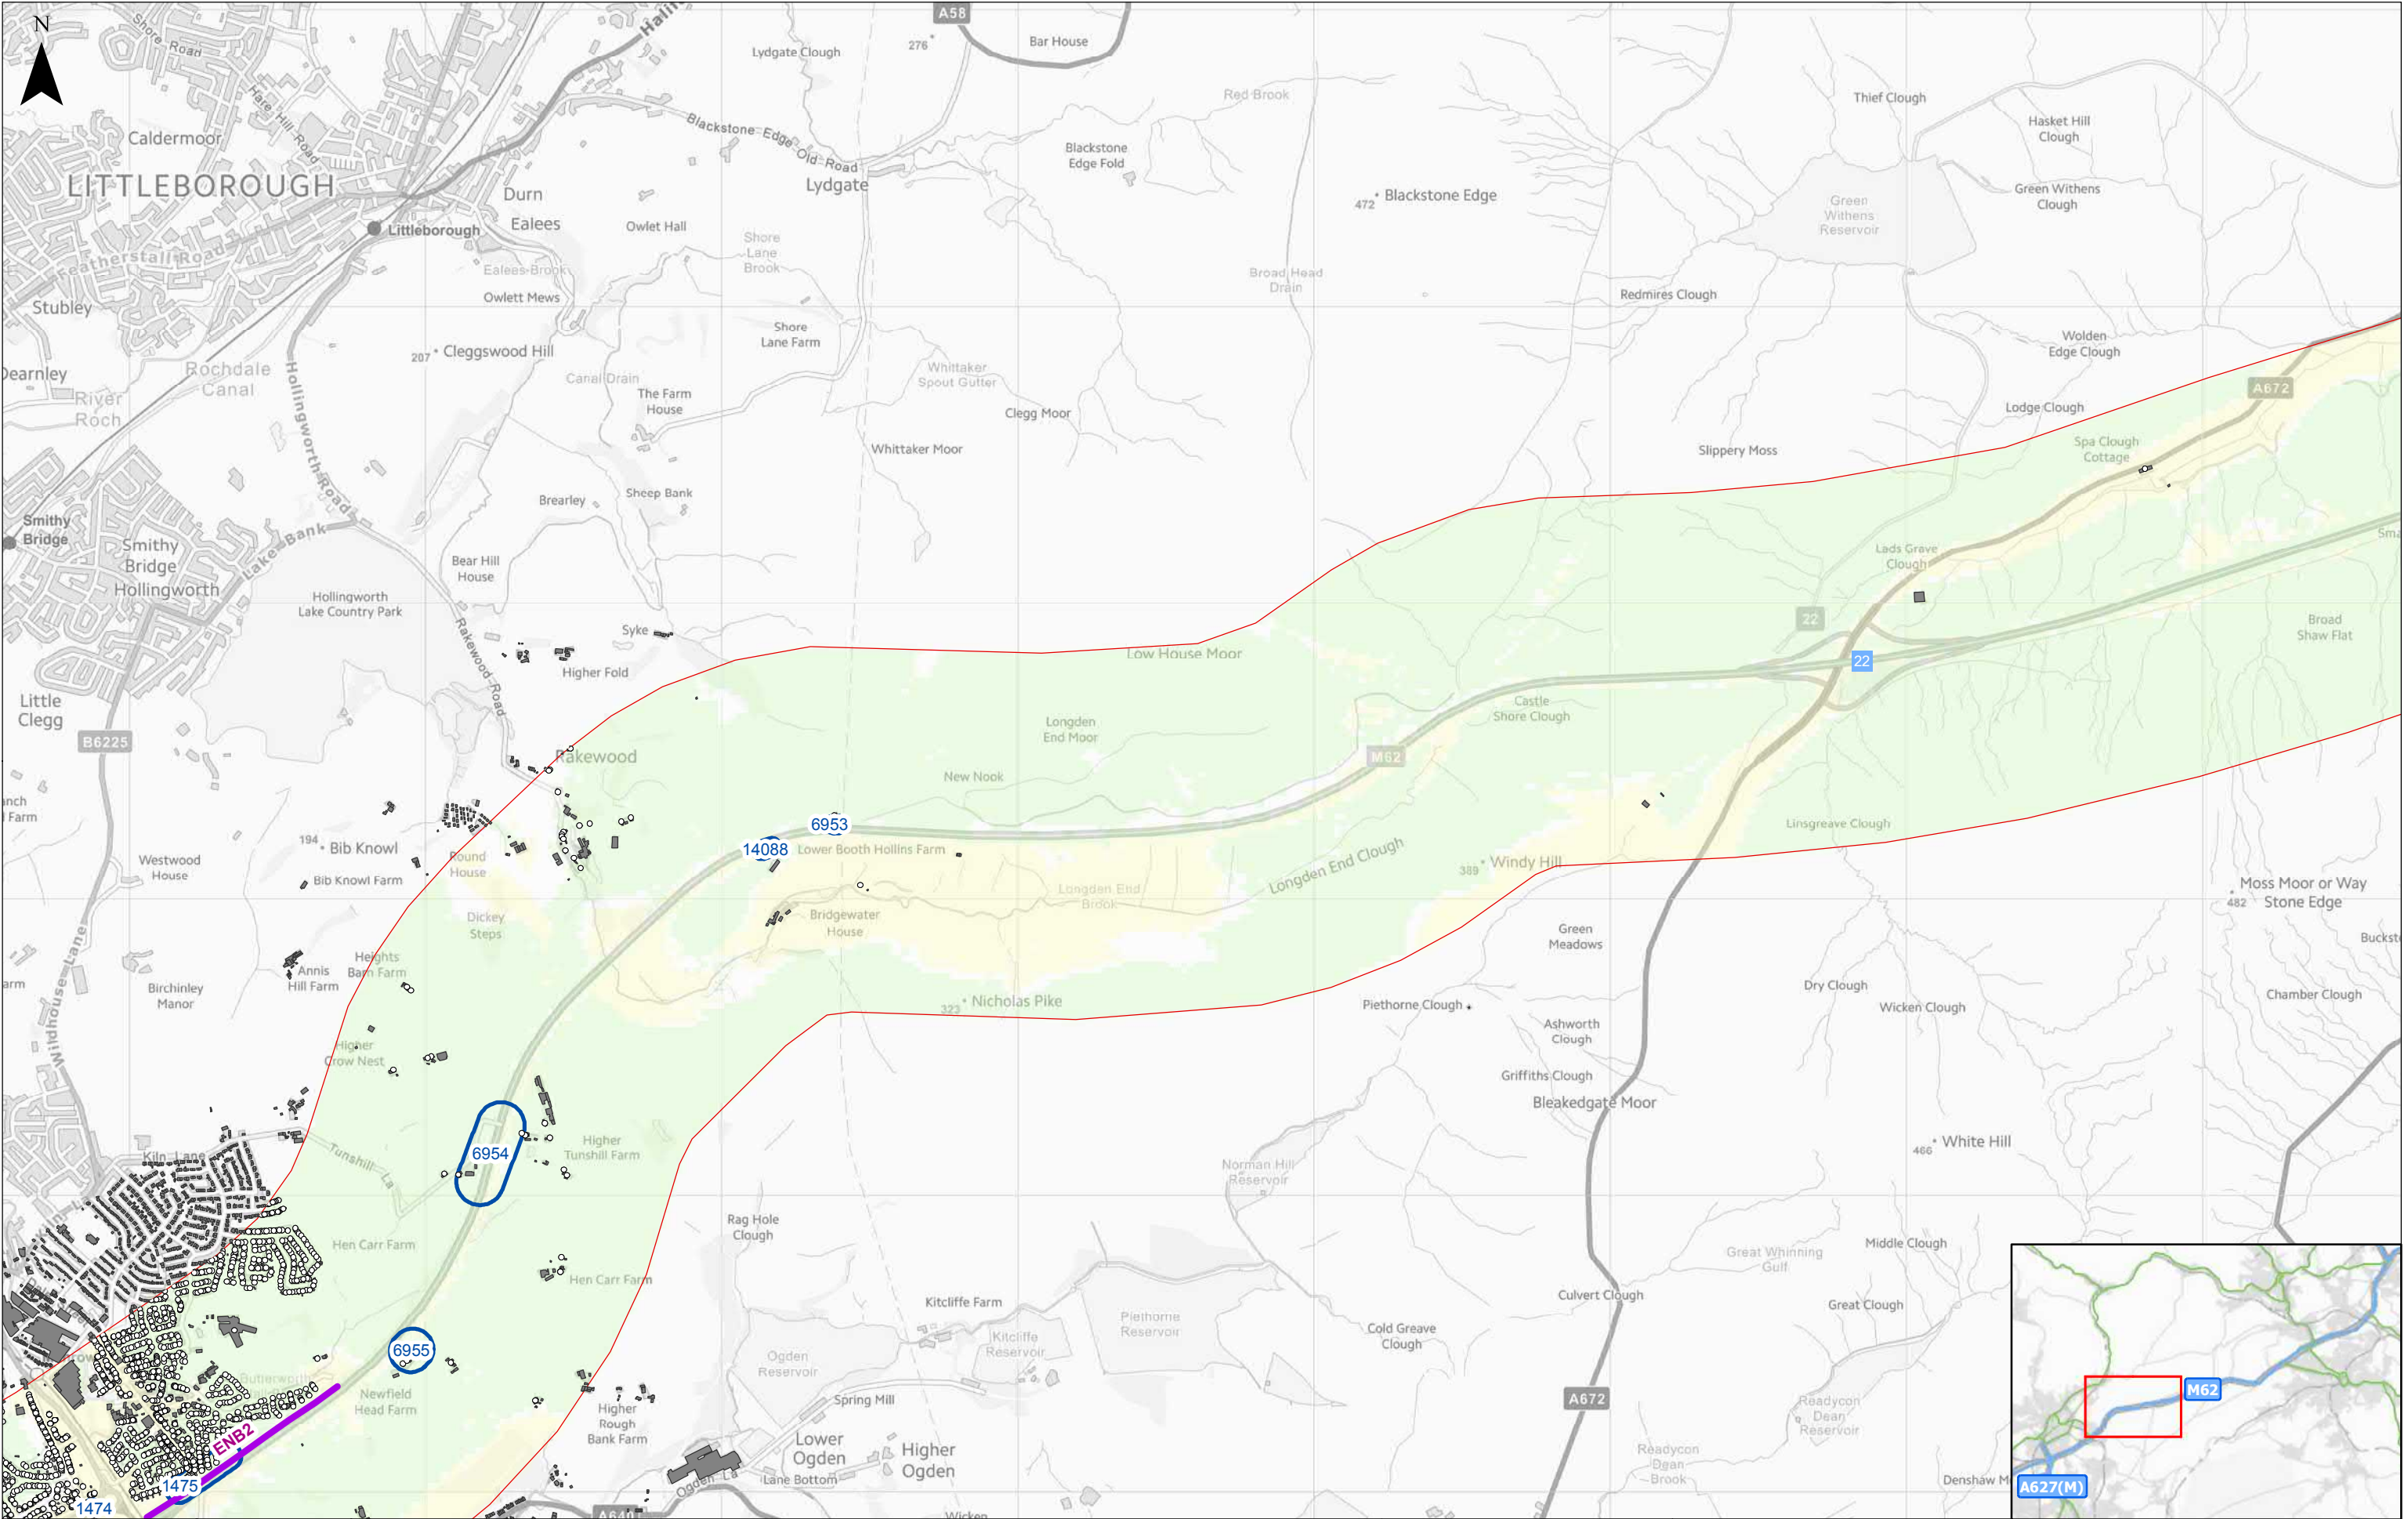 N
Shore Road
Halif
A58
276
Bar House
Lydgate Clough
Hare Hill Road
Caldermoor
LITTLEBOROUGH
Blackstone Edge Old Road
Lydgate
Red Brook
Blackstone
Edge Fold
Thief Clough
Hasket Hill
Clough
Green Withens
Clough
Green
Withens
Reservoir
472
Blackstone Edge
Durn
Ealees
Littleborough
Owlet Hall
Shore
Lane
Brook
Featherstall Road
Ealees Brook
Owlett Mews
Broad Head
Drain
Redmires Clough
Stubley
Shore
Lane Farm
Wolden
Edge Clough
207
Cleggswood Hill
Dearnley
Rochdale
Canal
River
Roch
Hollingworth Road
Canal Drain
The Farm
House
Whittaker
Spout Gutter
Clegg Moor
Whittaker Moor
A672
Lodge Clough
Spa Clough
Cottage
Slippery Moss
Smithy
Bridge
Smithy
Bridge
Hollingworth
Lake Bank
Brearley
Sheep Bank
Bear Hill
House
Hollingworth
Lake Country Park
Rakewood Road
Syke
Higher Fold
Lads Grave
Clough
Sma
22
22
Broad
Shaw Flat
Low House Moor
Little
Clegg
B6225
Castle
Shore Clough
Longden
End Moor
Rakewood
M62
New Nook
anch
l Farm
6953
14088
Lower Booth Hollins Farm
Linsgreave Clough
194
Bib Knowl
Westwood
House
Bib Knowl Farm
Round
House
Longden End Clough
389
Windy Hill
Longden End
Brook
Moss Moor or Way
Stone Edge
482
Dickey
Steps
Bridgewater
House
Green
Meadows
Buckst
Wildhouse Lane
Annis
Hill Farm
Heights
Barn Farm
arm
Birchinley
Manor
323
Nicholas Pike
Piethorne Clough
Dry Clough
Wicken Clough
Chamber Clough
Ashworth
Clough
Higher
Crow Nest
Griffiths Clough
Bleakedgate Moor
Kiln Lane
Tunshill La
6954
Higher
Tunshill Farm
466
White Hill
Norman Hill
Reservoir
Rag Hole
Clough
Hen Carr Farm
Hen Carr Farm
Great Whinning
Gulf
Middle Clough
Culvert Clough
Great Clough
Kitcliffe Farm
Piethorne
Reservoir
Kitcliffe
Reservoir
Cold Greave
Clough
Ogden
Reservoir
6955
Butterworth
Newfield
Head Farm
Spring Mill
A672
Higher
Rough
Bank Farm
Readycon
Dean
Reservoir
ENB2
Lower
Ogden
Higher
Ogden
Readycon
Dean
Brook
Lane Bottom
Ogden La
Denshaw M
1475
1474
A640
Wicken
M62
A627(M)